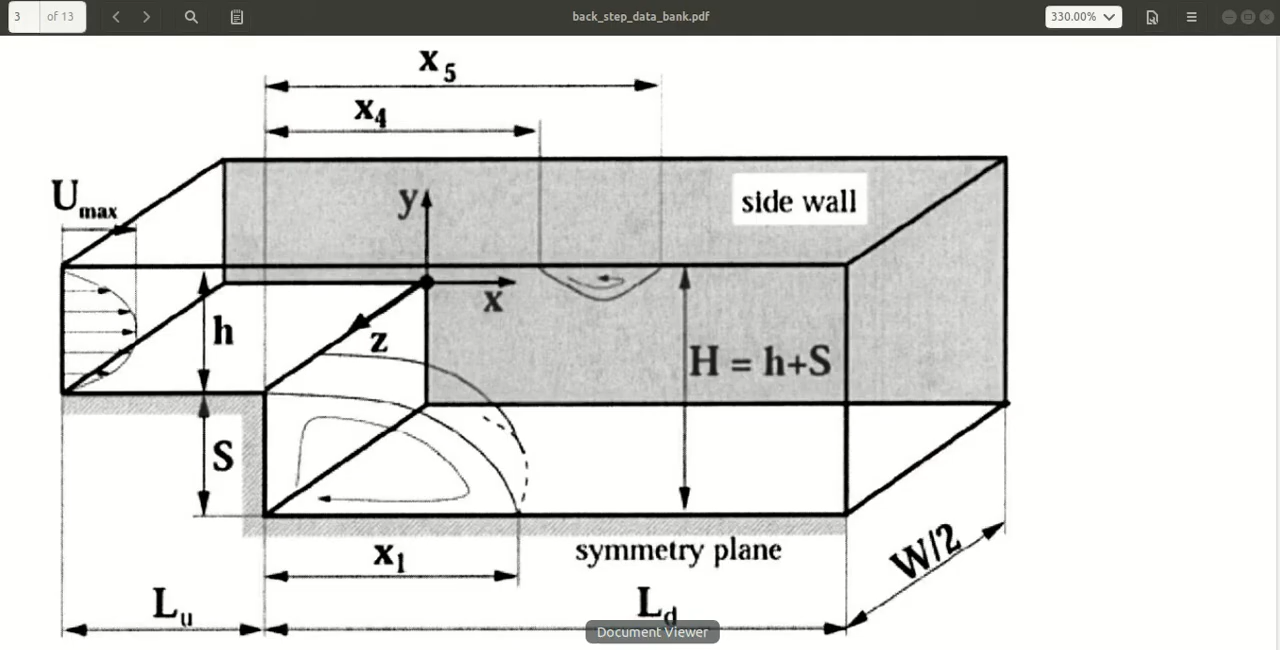 3 of 13
back_step_data_bank.pdf
330.00%
x5
x4
Umax
side wall
y
x
h
z
H = h+S
S
symmetry plane
x1
W/2
Lu
Ld
Document Viewer